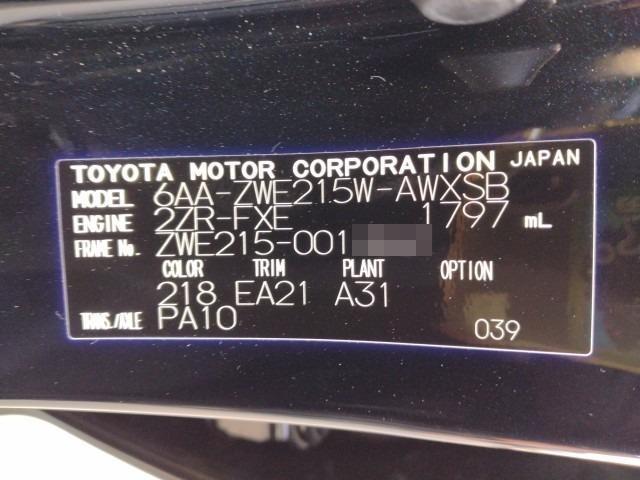 TOYOTA MOTOR CORPORATION JAPAN
MODEL 6AA-ZWE215W-AWXSB
ENGINE 2ZR-FXE 1797 mL
FRAME No. ZWE215-001
COLOR TRIM PLANT OPTION
218 EA21 A31
TRANS./AXLE PA10 039